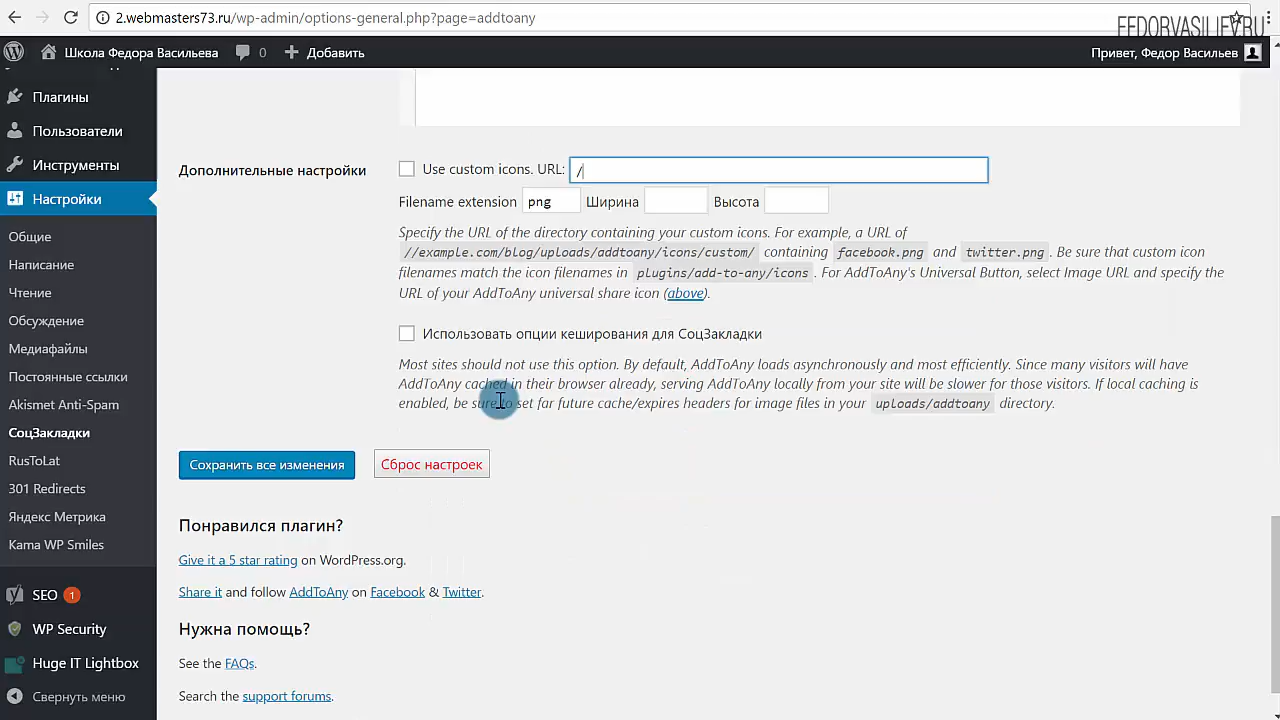 2.webmasters73.ru/wp-admin/options-general.php?page=addtoany
FEDORVASILIEV.RU
Школа Федора Васильева 0 Добавить Привет, Федор Васильев
Плагины
Пользователи
Инструменты
Настройки
Общие
Написание
Чтение
Обсуждение
Медиафайлы
Постоянные ссылки
Akismet Anti-Spam
СоцЗакладки
RusToLat
301 Redirects
Яндекс Метрика
Kama WP Smiles
SEO 1
WP Security
Huge IT Lightbox
Свернуть меню
Дополнительные настройки
Use custom icons. URL: /
Filename extension png Ширина Высота
Specify the URL of the directory containing your custom icons. For example, a URL of
//example.com/blog/uploads/addtoany/icons/custom/ containing facebook.png and twitter.png. Be sure that custom icon
filenames match the icon filenames in plugins/add-to-any/icons. For AddToAny's Universal Button, select Image URL and specify the
URL of your AddToAny universal share icon (above).
Использовать опции кеширования для СоцЗакладки
Most sites should not use this option. By default, AddToAny loads asynchronously and most efficiently. Since many visitors will have
AddToAny cached in their browser already, serving AddToAny locally from your site will be slower for those visitors. If local caching is
enabled, be sure to set far future cache/expires headers for image files in your uploads/addtoany directory.
Сохранить все изменения Сброс настроек
Понравился плагин?
Give it a 5 star rating on WordPress.org.
Share it and follow AddToAny on Facebook & Twitter.
Нужна помощь?
See the FAQs.
Search the support forums.